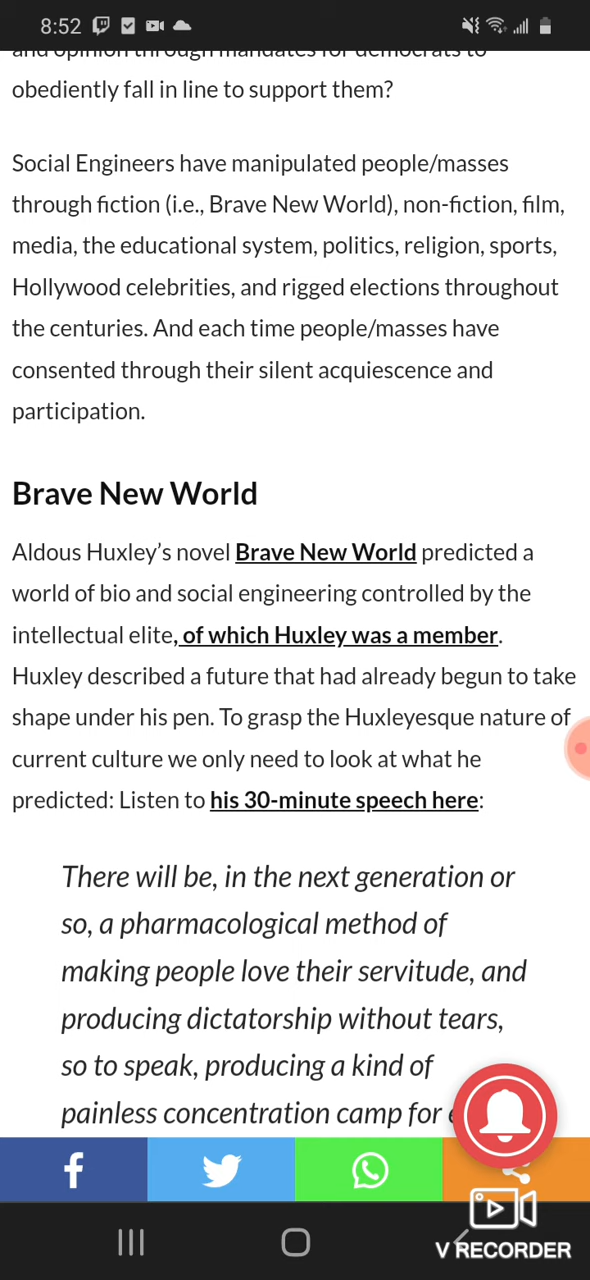 8:52
and opinion through mandates for democrats to
obediently fall in line to support them?
Social Engineers have manipulated people/masses
through fiction (i.e., Brave New World), non-fiction, film,
media, the educational system, politics, religion, sports,
Hollywood celebrities, and rigged elections throughout
the centuries. And each time people/masses have
consented through their silent acquiescence and
participation.
Brave New World
Aldous Huxley's novel Brave New World predicted a
world of bio and social engineering controlled by the
intellectual elite, of which Huxley was a member.
Huxley described a future that had already begun to take
shape under his pen. To grasp the Huxleyesque nature of
current culture we only need to look at what he
predicted: Listen to his 30-minute speech here:
There will be, in the next generation or
so, a pharmacological method of
making people love their servitude, and
producing dictatorship without tears,
so to speak, producing a kind of
painless concentration camp for
V RECORDER